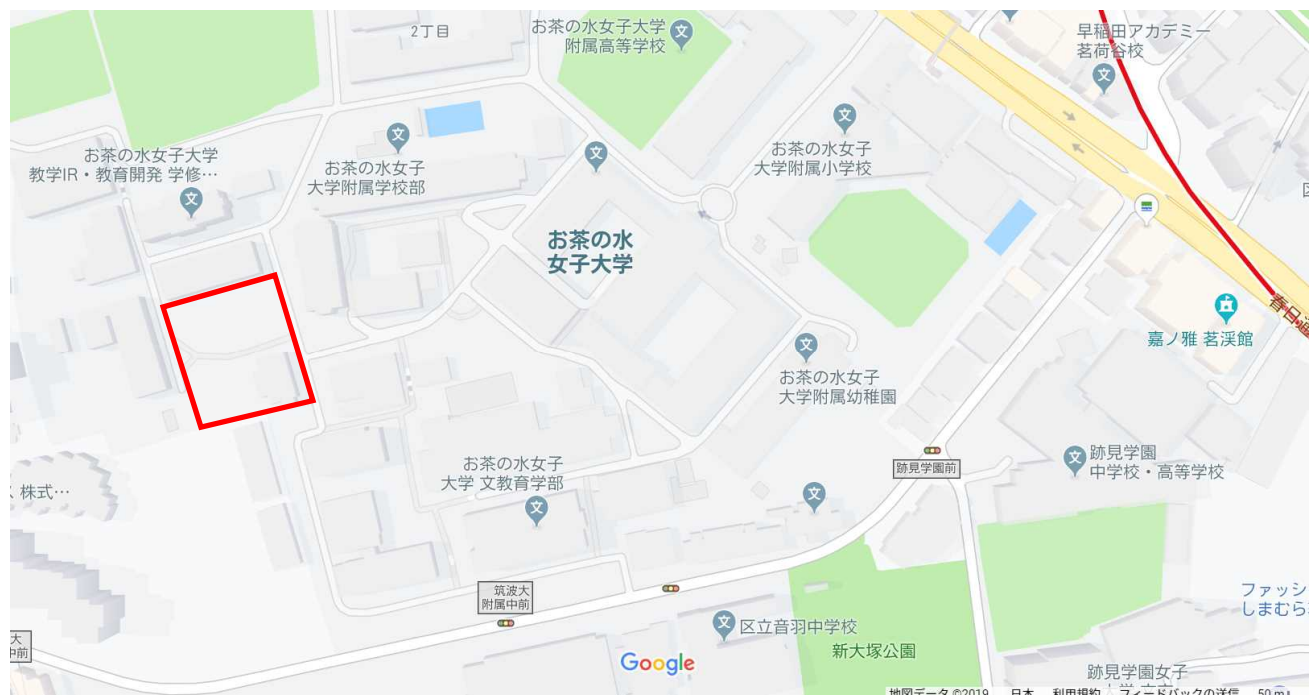 2丁目
お茶の水女子大学
附属高等学校
早稲田アカデミー
茗荷谷校
お茶の水女子大学
教学IR・教育開発 学修…
お茶の水女子
大学附属学校部
お茶の水女子
大学附属小学校
区
お茶の水
女子大学
春日通
嘉ノ雅 茗渓館
お茶の水女子
大学附属幼稚園
跡見学園前
跡見学園
中学校・高等学校
お茶の水女子
大学 文教育学部
株式…
筑波大
附属中前
ファッシ
しまむら
大
中前
区立音羽中学校
新大塚公園
Google
跡見学園女子
地図データ ©2019 日本 利用規約 フィードバックの送信 50 m